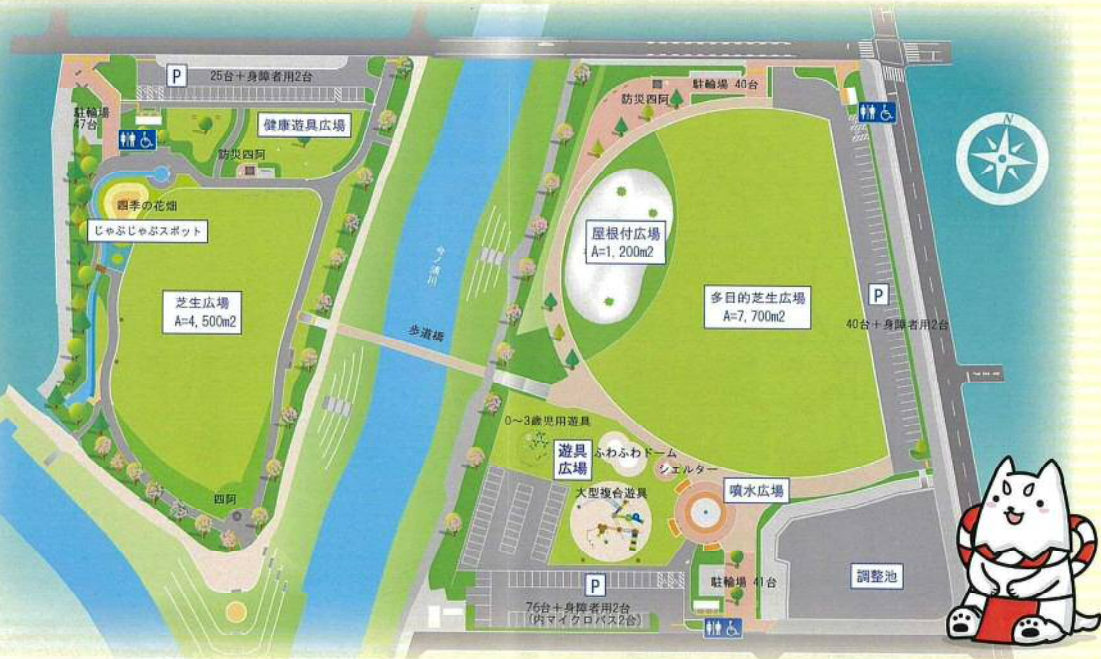 P
25台+身障者用2台
駐輪場
47台
健康遊具広場
防災四阿
四季の花畑
じゃぶじゃぶスポット
芝生広場
A=4,500m2
四阿
今ノ浦川
歩道橋
防災四阿
駐輪場 40台
屋根付広場
A=1,200m2
多目的芝生広場
A=7,700m2
P
40台+身障者用2台
N
0～3歳児用遊具
遊具
広場
ふわふわドーム
シェルター
大型複合遊具
噴水広場
P
76台+身障者用2台
(内マイクロバス2台)
駐輪場 41台
調整池